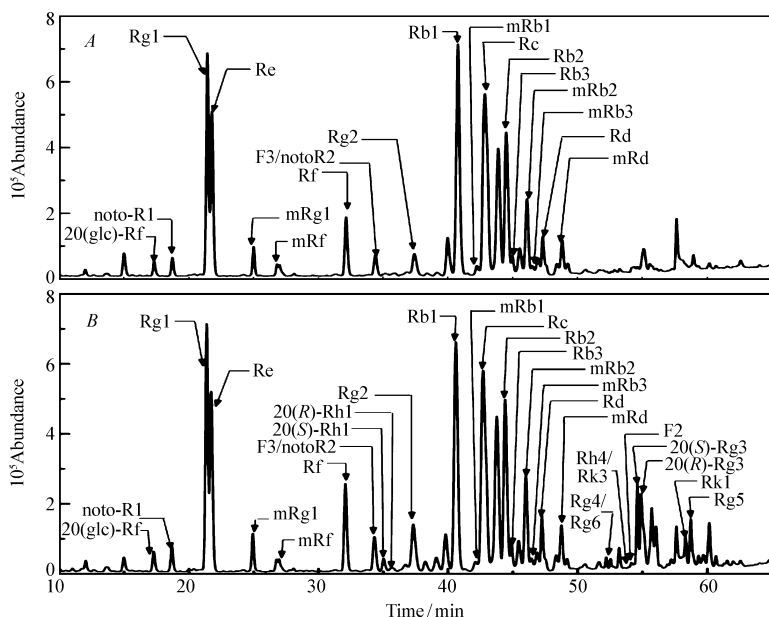 8
6
4
2
0
10⁵Abundance
A
Rg1
Re
noto-R1
20(glc)-Rf
mRg1
mRf
F3/notoR2
Rf
Rg2
Rb1
mRb1
Rc
Rb2
Rb3
mRb2
mRb3
Rd
mRd
8
6
4
2
0
10⁵Abundance
B
Rg1
Re
noto-R1
20(glc)-Rf
mRg1
mRf
Rg2
20(R)-Rh1
20(S)-Rh1
F3/notoR2
Rf
Rb1
mRb1
Rc
Rb2
Rb3
mRb2
mRb3
Rd
mRd
F2
Rh4/
Rk3
20(S)-Rg3
20(R)-Rg3
Rg4/
Rg6
Rk1
Rg5
10
20
30
40
50
60
Time/min